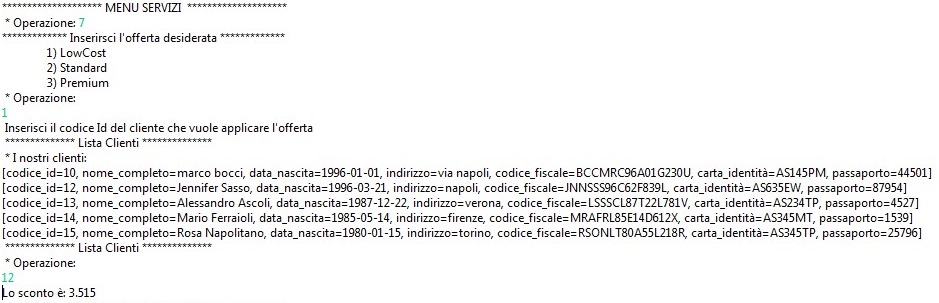 ******************** MENU SERVIZI ********************
* Operazione: 7
************* Inserirsci l'offerta desiderata *************
1) LowCost
2) Standard
3) Premium
* Operazione:
1
Inserisci il codice Id del cliente che vuole applicare l'offerta
************** Lista Clienti **************
* I nostri clienti:
[codice_id=10, nome_completo=marco bocci, data_nascita=1996-01-01, indirizzo=via napoli, codice_fiscale=BCCMRC96A01G230U, carta_identità=AS145PM, passaporto=44501]
[codice_id=12, nome_completo=Jennifer Sasso, data_nascita=1996-03-21, indirizzo=napoli, codice_fiscale=JNNSSS96C62F839L, carta_identità=AS635EW, passaporto=87954]
[codice_id=13, nome_completo=Alessandro Ascoli, data_nascita=1987-12-22, indirizzo=verona, codice_fiscale=LSSSCL87T22L781V, carta_identità=AS234TP, passaporto=4527]
[codice_id=14, nome_completo=Mario Ferraioli, data_nascita=1985-05-14, indirizzo=firenze, codice_fiscale=MRAFRL85E14D612X, carta_identità=AS345MT, passaporto=1539]
[codice_id=15, nome_completo=Rosa Napolitano, data_nascita=1980-01-15, indirizzo=torino, codice_fiscale=RSONLT80A55L218R, carta_identità=AS345TP, passaporto=25796]
************** Lista Clienti **************
* Operazione:
12
Lo sconto è: 3.515